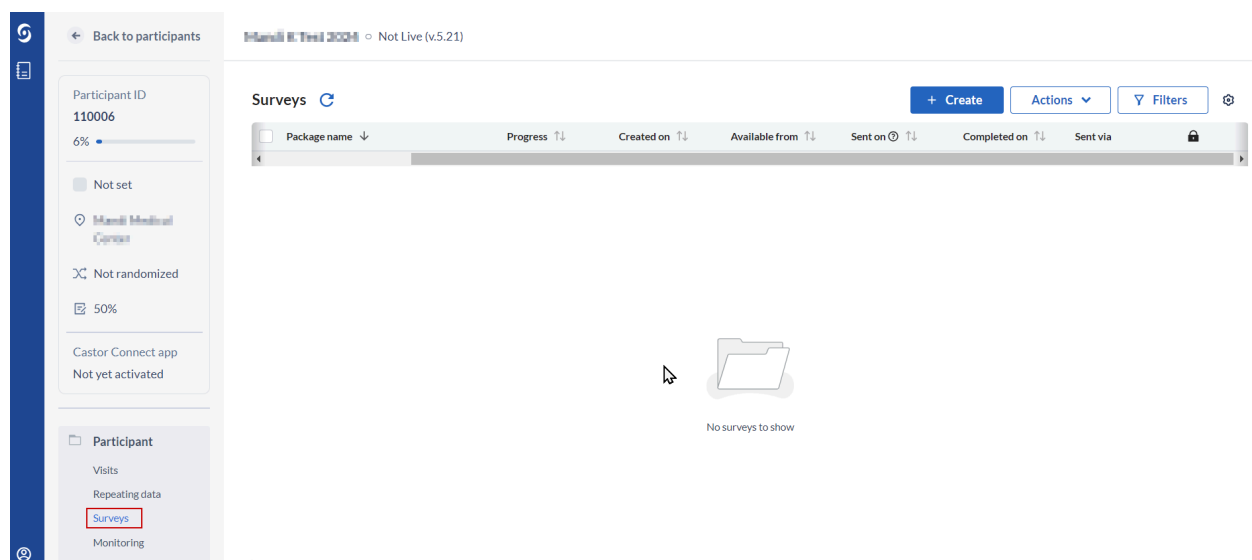 Back to participants
Not Live (v.5.21)
Participant ID
110006
6%
Not set
Not randomized
50%
Castor Connect app
Not yet activated
Participant
Visits
Repeating data
Surveys
Monitoring
Surveys
+ Create
Actions
Filters
Package name
Progress
Created on
Available from
Sent on
Completed on
Sent via
No surveys to show